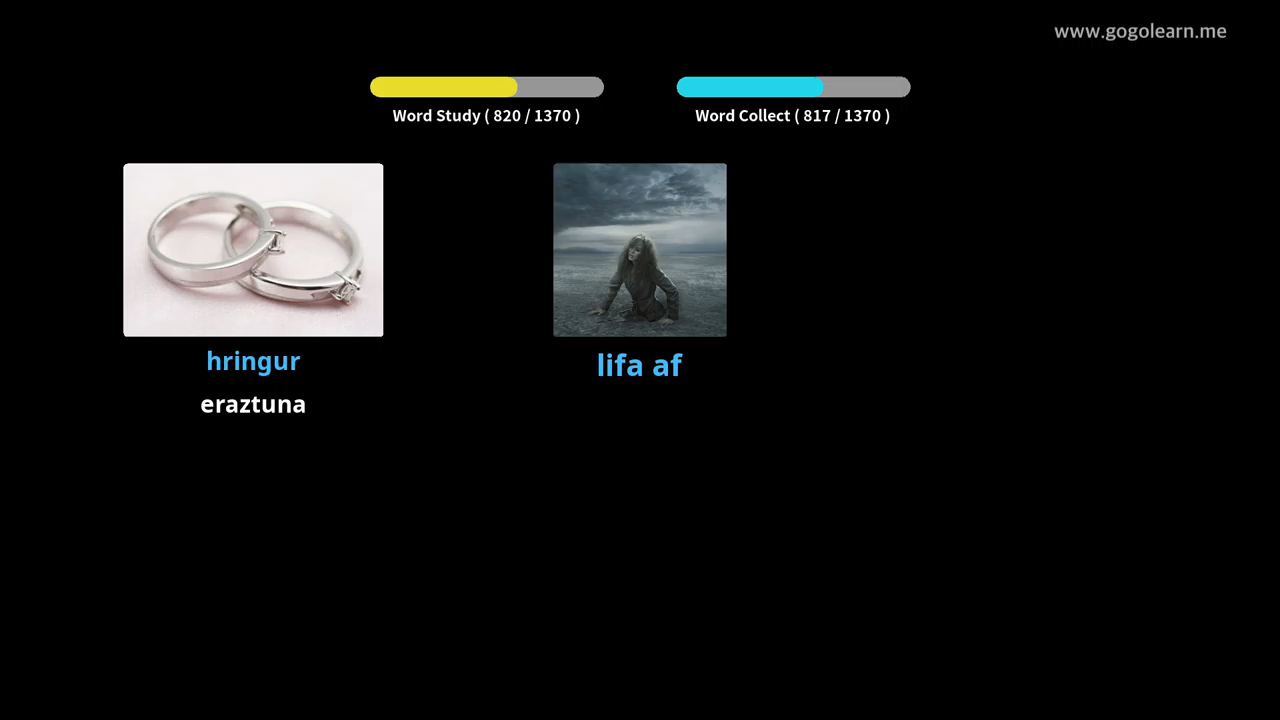 www.gogolearn.me
Word Study ( 820 / 1370 )
Word Collect ( 817 / 1370 )
hringur
eraztuna
lifa af